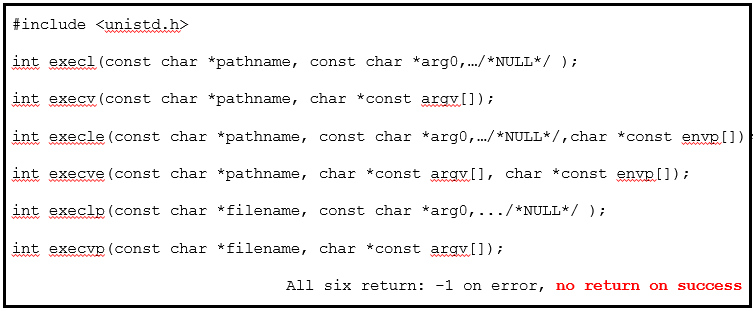 #include <unistd.h>
int execl(const char *pathname, const char *arg0,…/*NULL*/ );
int execv(const char *pathname, char *const argv[]);
int execle(const char *pathname, const char *arg0,…/*NULL*/,char *const envp[]);
int execve(const char *pathname, char *const argv[], char *const envp[]);
int execlp(const char *filename, const char *arg0,.../*NULL*/ );
int execvp(const char *filename, char *const argv[]);
All six return: -1 on error, no return on success